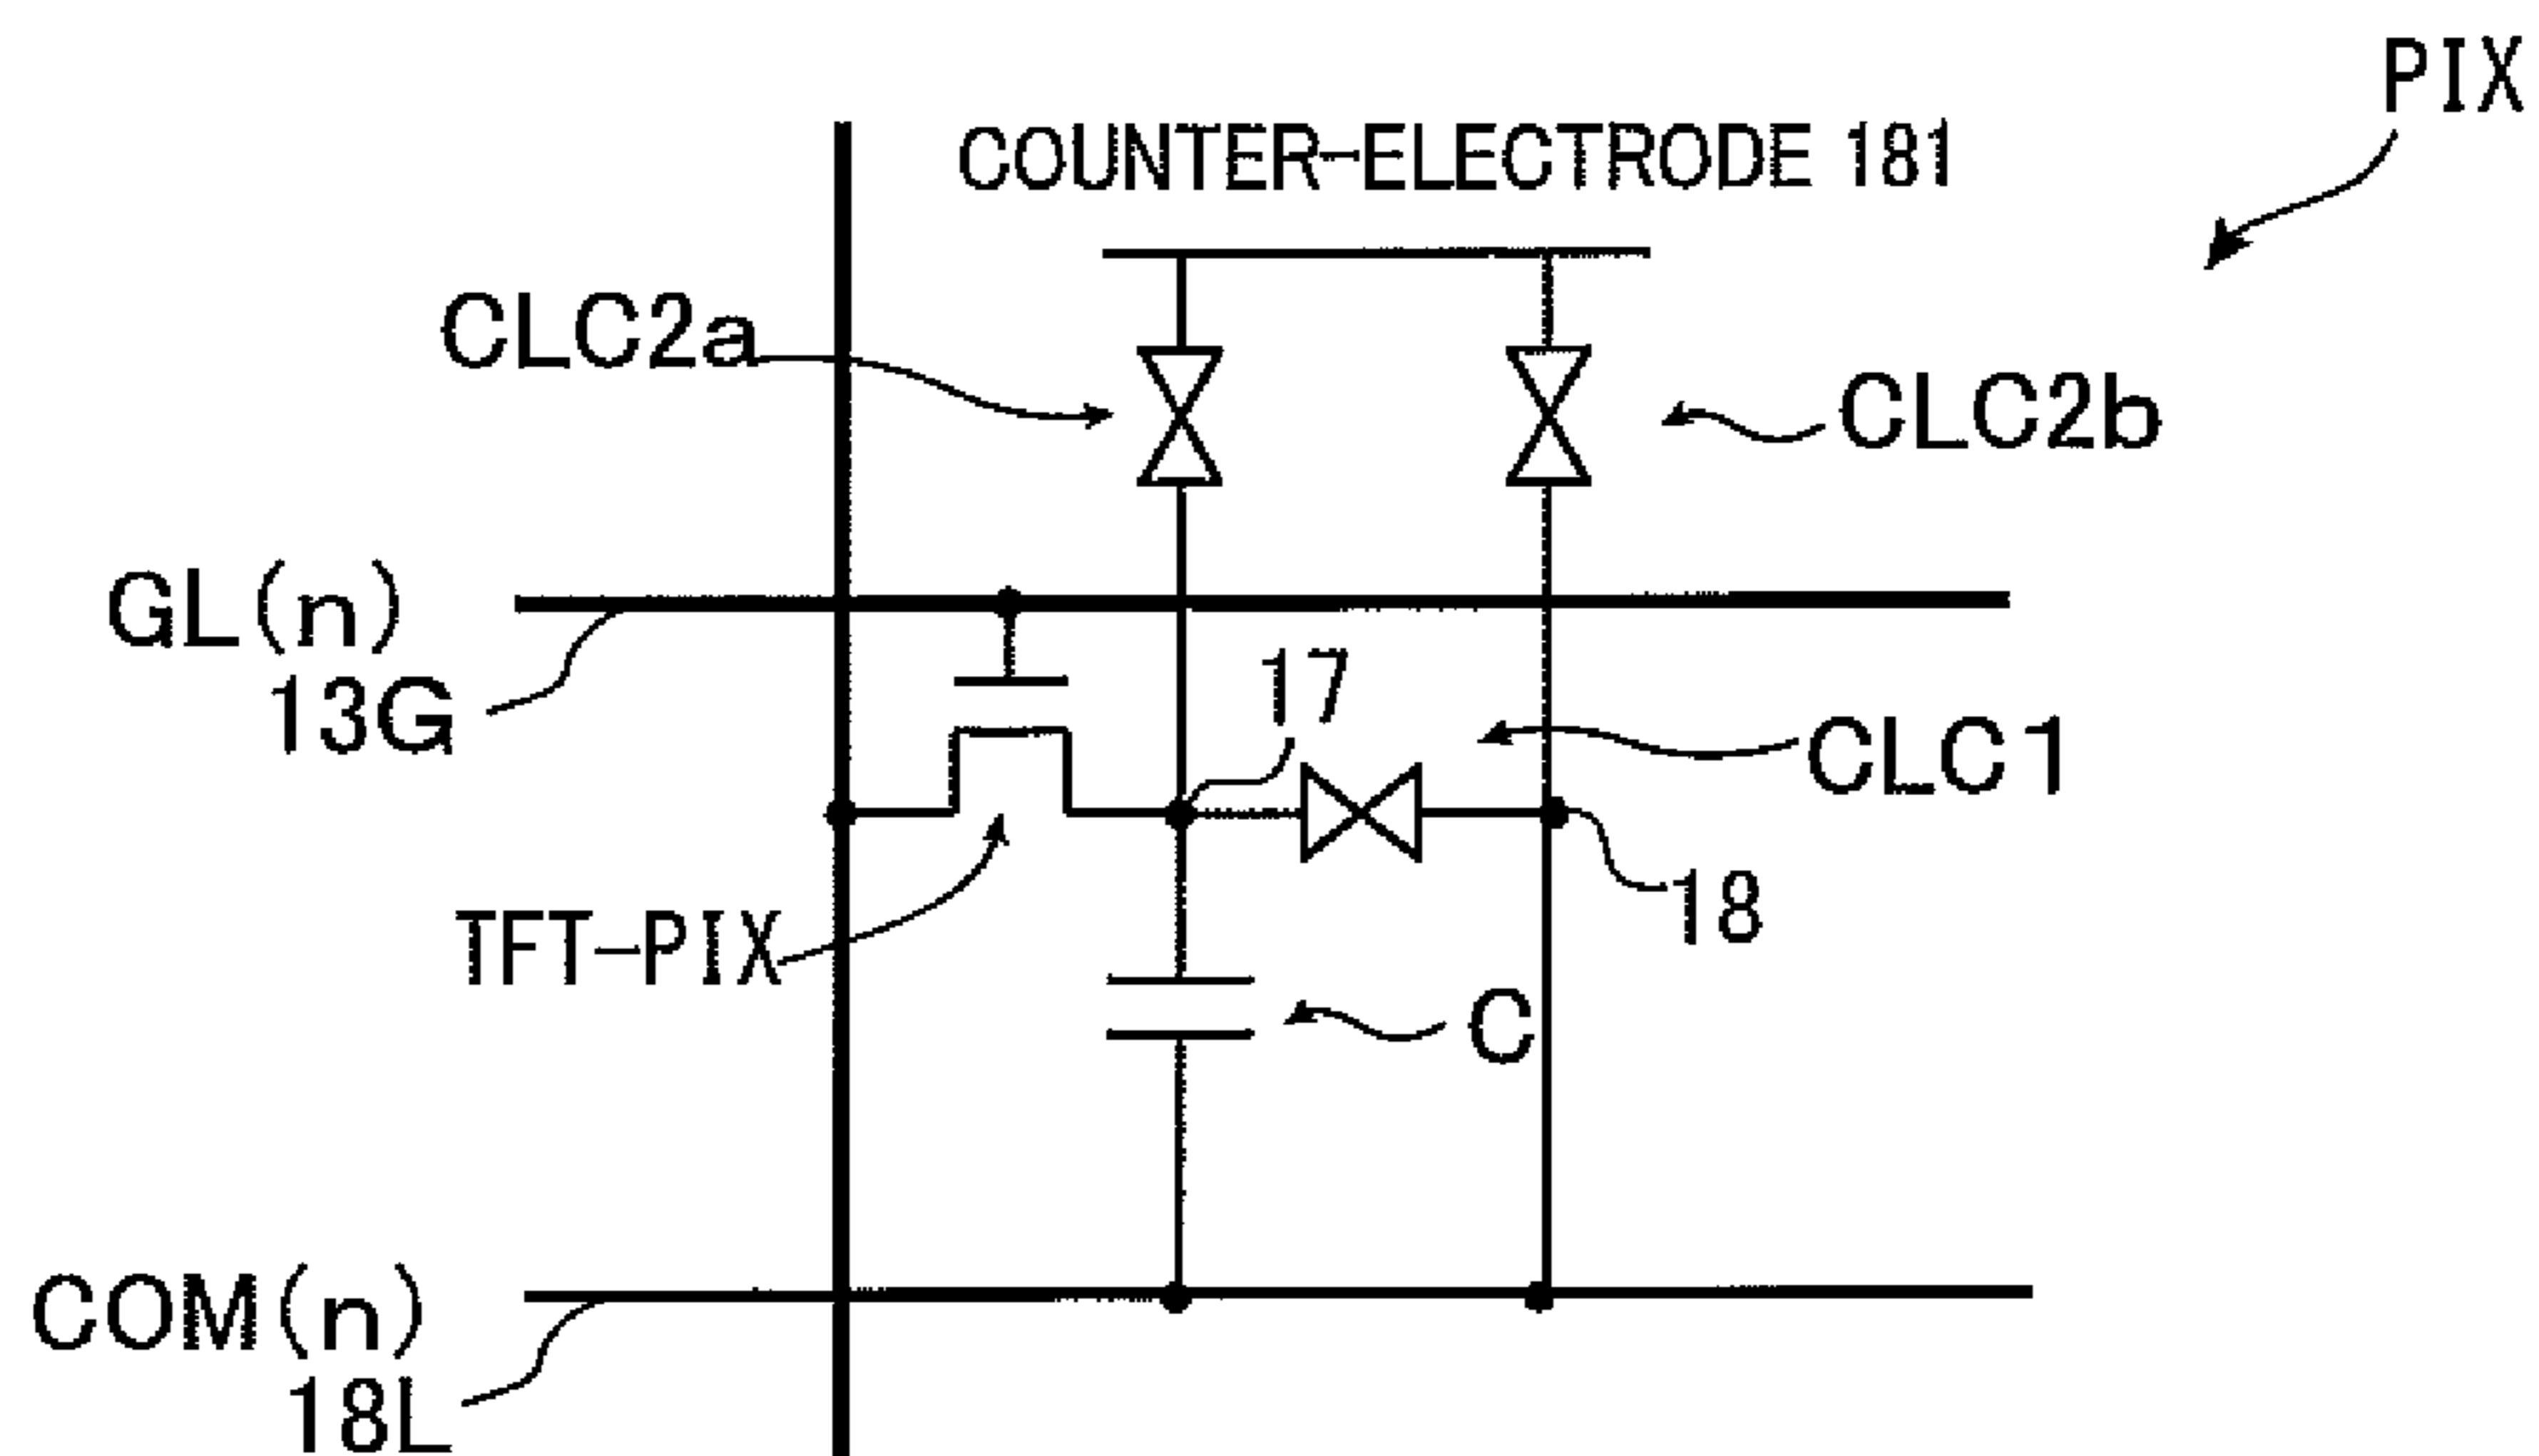 PIX
COUNTER-ELECTRODE 181
CLC2a
CLC2b
GL(n)
13G
17
CLC1
TFT-PIX
18
C
COM(n)
18L